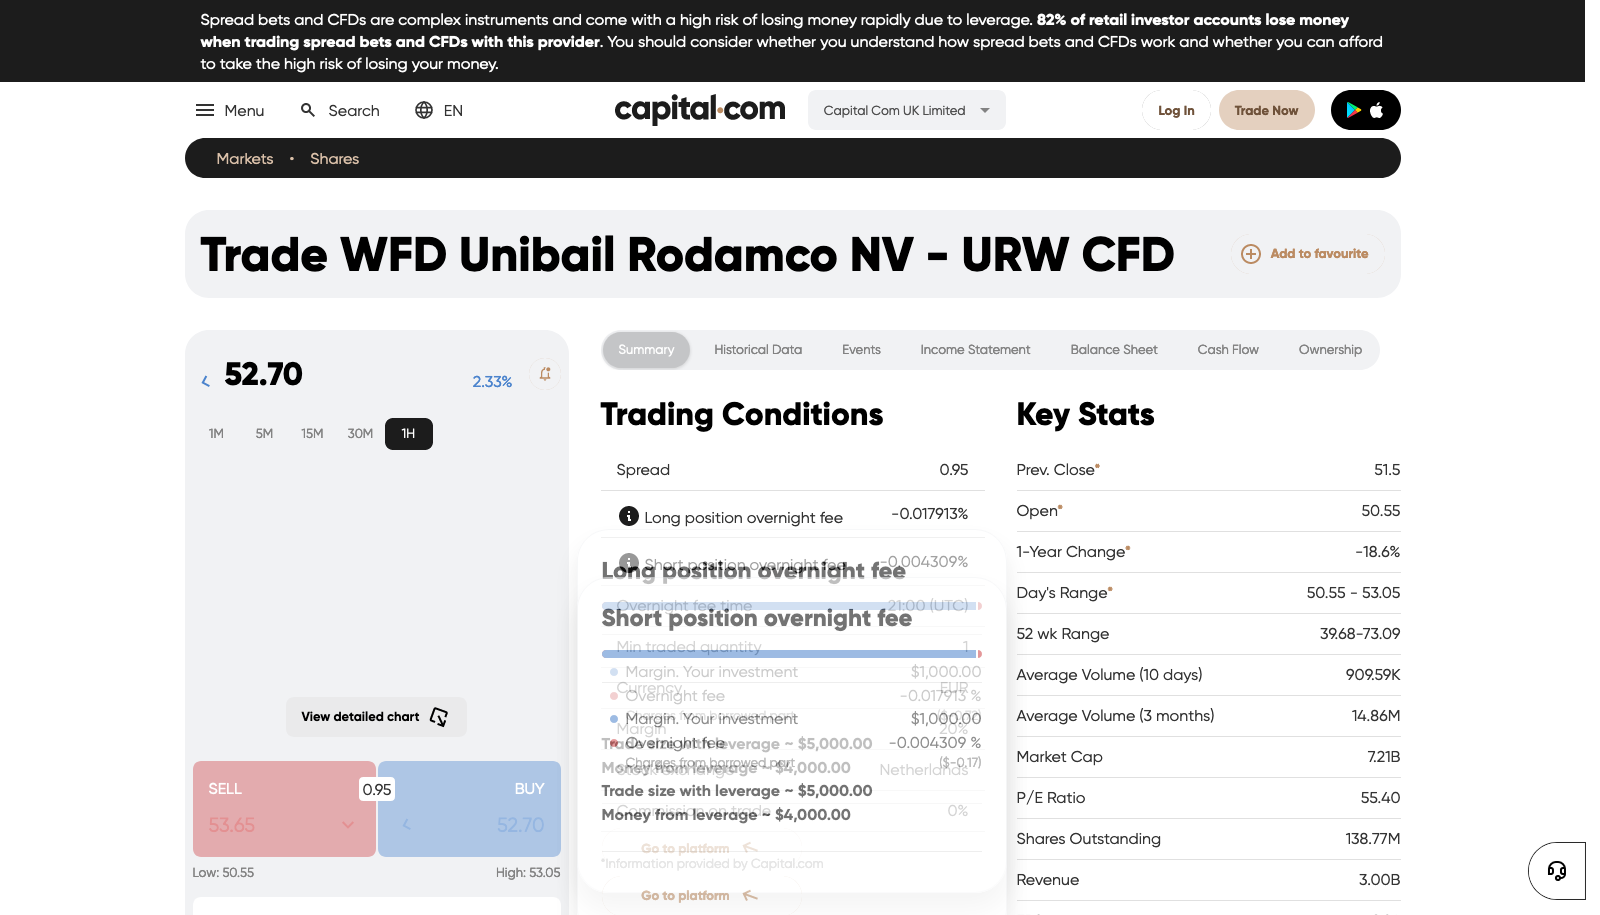 Spread bets and CFDs are complex instruments and come with a high risk of losing money rapidly due to leverage. 82% of retail investor accounts lose money
when trading spread bets and CFDs with this provider. You should consider whether you understand how spread bets and CFDs work and whether you can afford
to take the high risk of losing your money.
Menu Search EN capital.com Capital Com UK Limited Log In Trade Now
Markets • Shares
Trade WFD Unibail Rodamco NV - URW CFD Add to favourite
52.70 2.33%
1M 5M 15M 30M 1H
View detailed chart
SELL 0.95 BUY
53.65 52.70
Low: 50.55 High: 53.05
Summary Historical Data Events Income Statement Balance Sheet Cash Flow Ownership
Trading Conditions
Spread 0.95
Long position overnight fee -0.017913%
Short position overnight fee -0.004309%
Long position overnight fee
Overnight fee time 21:00 (UTC)
Short position overnight fee
Min traded quantity 1
Margin. Your investment $1,000.00
Currency EUR
Overnight fee -0.017913 %
Margin. Your investment $1,000.00
Margin 20%
Overnight fee -0.004309 %
Trade size with leverage ~ $5,000.00
Charges from borrowed part ($-0.17)
Money from leverage ~ $4,000.00
Stock exchange Netherlands
Trade size with leverage ~ $5,000.00
Commission on trade 0%
Money from leverage ~ $4,000.00
Go to platform
*Information provided by Capital.com
Go to platform
Key Stats
Prev. Close* 51.5
Open* 50.55
1-Year Change* -18.6%
Day's Range* 50.55 - 53.05
52 wk Range 39.68-73.09
Average Volume (10 days) 909.59K
Average Volume (3 months) 14.86M
Market Cap 7.21B
P/E Ratio 55.40
Shares Outstanding 138.77M
Revenue 3.00B